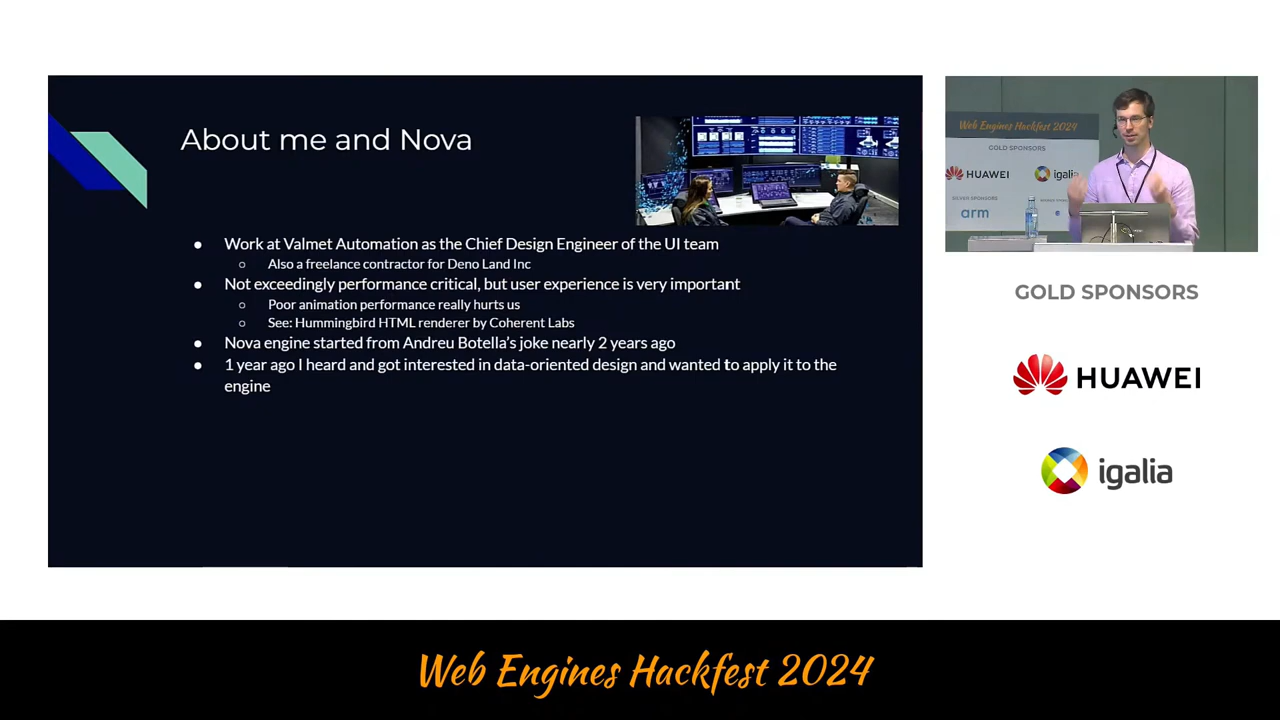 About me and Nova
● Work at Valmet Automation as the Chief Design Engineer of the UI team
○ Also a freelance contractor for Deno Land Inc
● Not exceedingly performance critical, but user experience is very important
○ Poor animation performance really hurts us
○ See: Hummingbird HTML renderer by Coherent Labs
● Nova engine started from Andreu Botella's joke nearly 2 years ago
● 1 year ago I heard and got interested in data-oriented design and wanted to apply it to the
engine
Web Engines Hackfest 2024
GOLD SPONSORS
HUAWEI
igalia
SILVER SPONSORS
arm
GOLD SPONSORS
HUAWEI
igalia
Web Engines Hackfest 2024